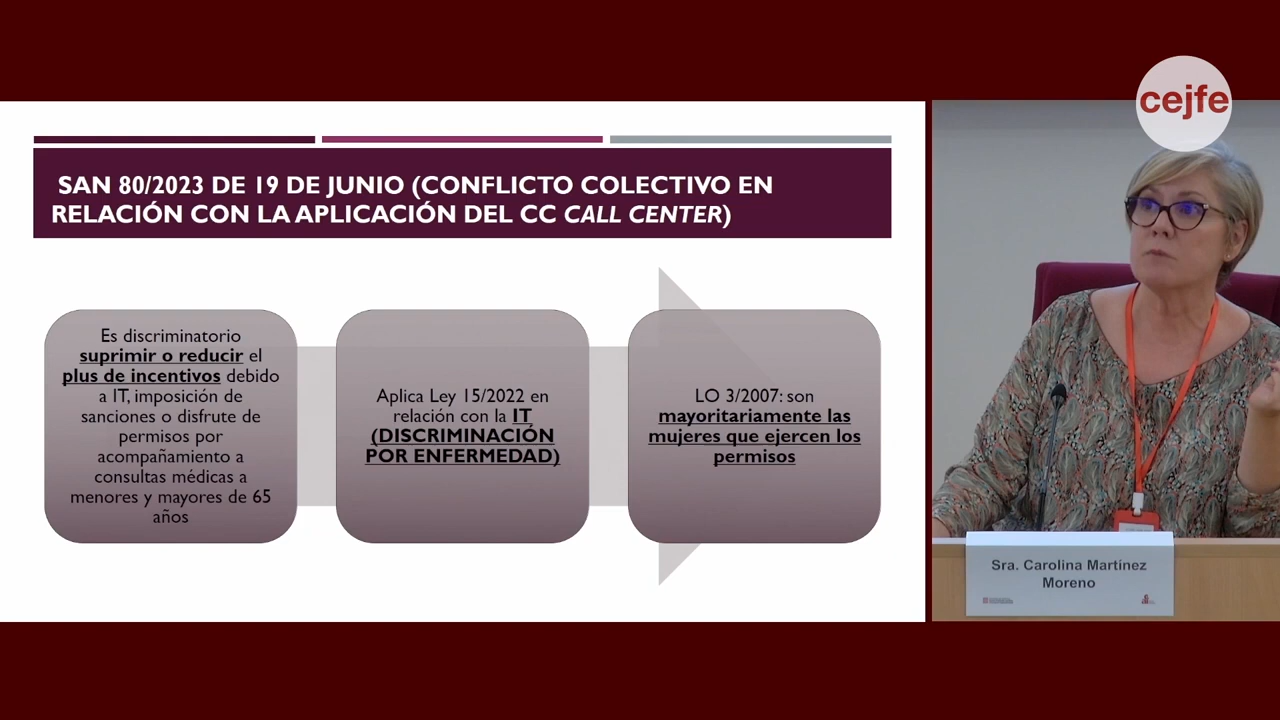 cejfe
SAN 80/2023 DE 19 DE JUNIO (CONFLICTO COLECTIVO EN
RELACIÓN CON LA APLICACIÓN DEL CC CALL CENTER)
Es discriminatorio
suprimir o reducir el
plus de incentivos debido
a IT, imposición de
sanciones o disfrute de
permisos por
acompañamiento a
consultas médicas a
menores y mayores de 65
años
Aplica Ley 15/2022 en
relación con la IT
(DISCRIMINACIÓN
POR ENFERMEDAD)
LO 3/2007: son
mayoritariamente las
mujeres que ejercen los
permisos
Sra. Carolina Martínez
Moreno